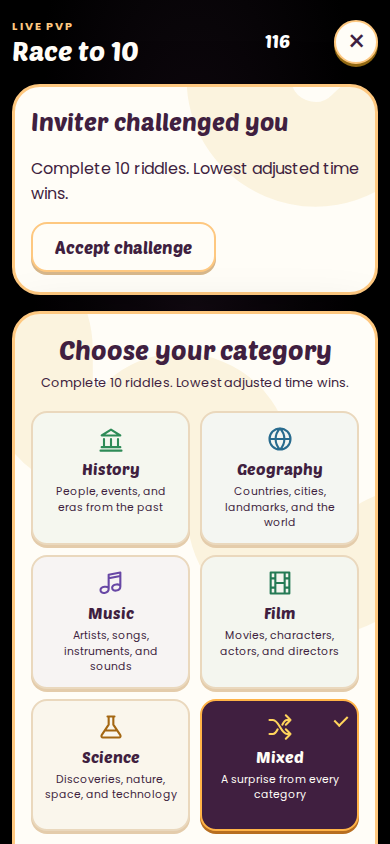 LIVE PVP
Race to 10
116
Inviter challenged you
Complete 10 riddles. Lowest adjusted time
wins.
Accept challenge
Choose your category
Complete 10 riddles. Lowest adjusted time wins.
History
People, events, and
eras from the past
Geography
Countries, cities,
landmarks, and the
world
Music
Artists, songs,
instruments, and
sounds
Film
Movies, characters,
actors, and directors
Science
Discoveries, nature,
space, and technology
Mixed
A surprise from every
category